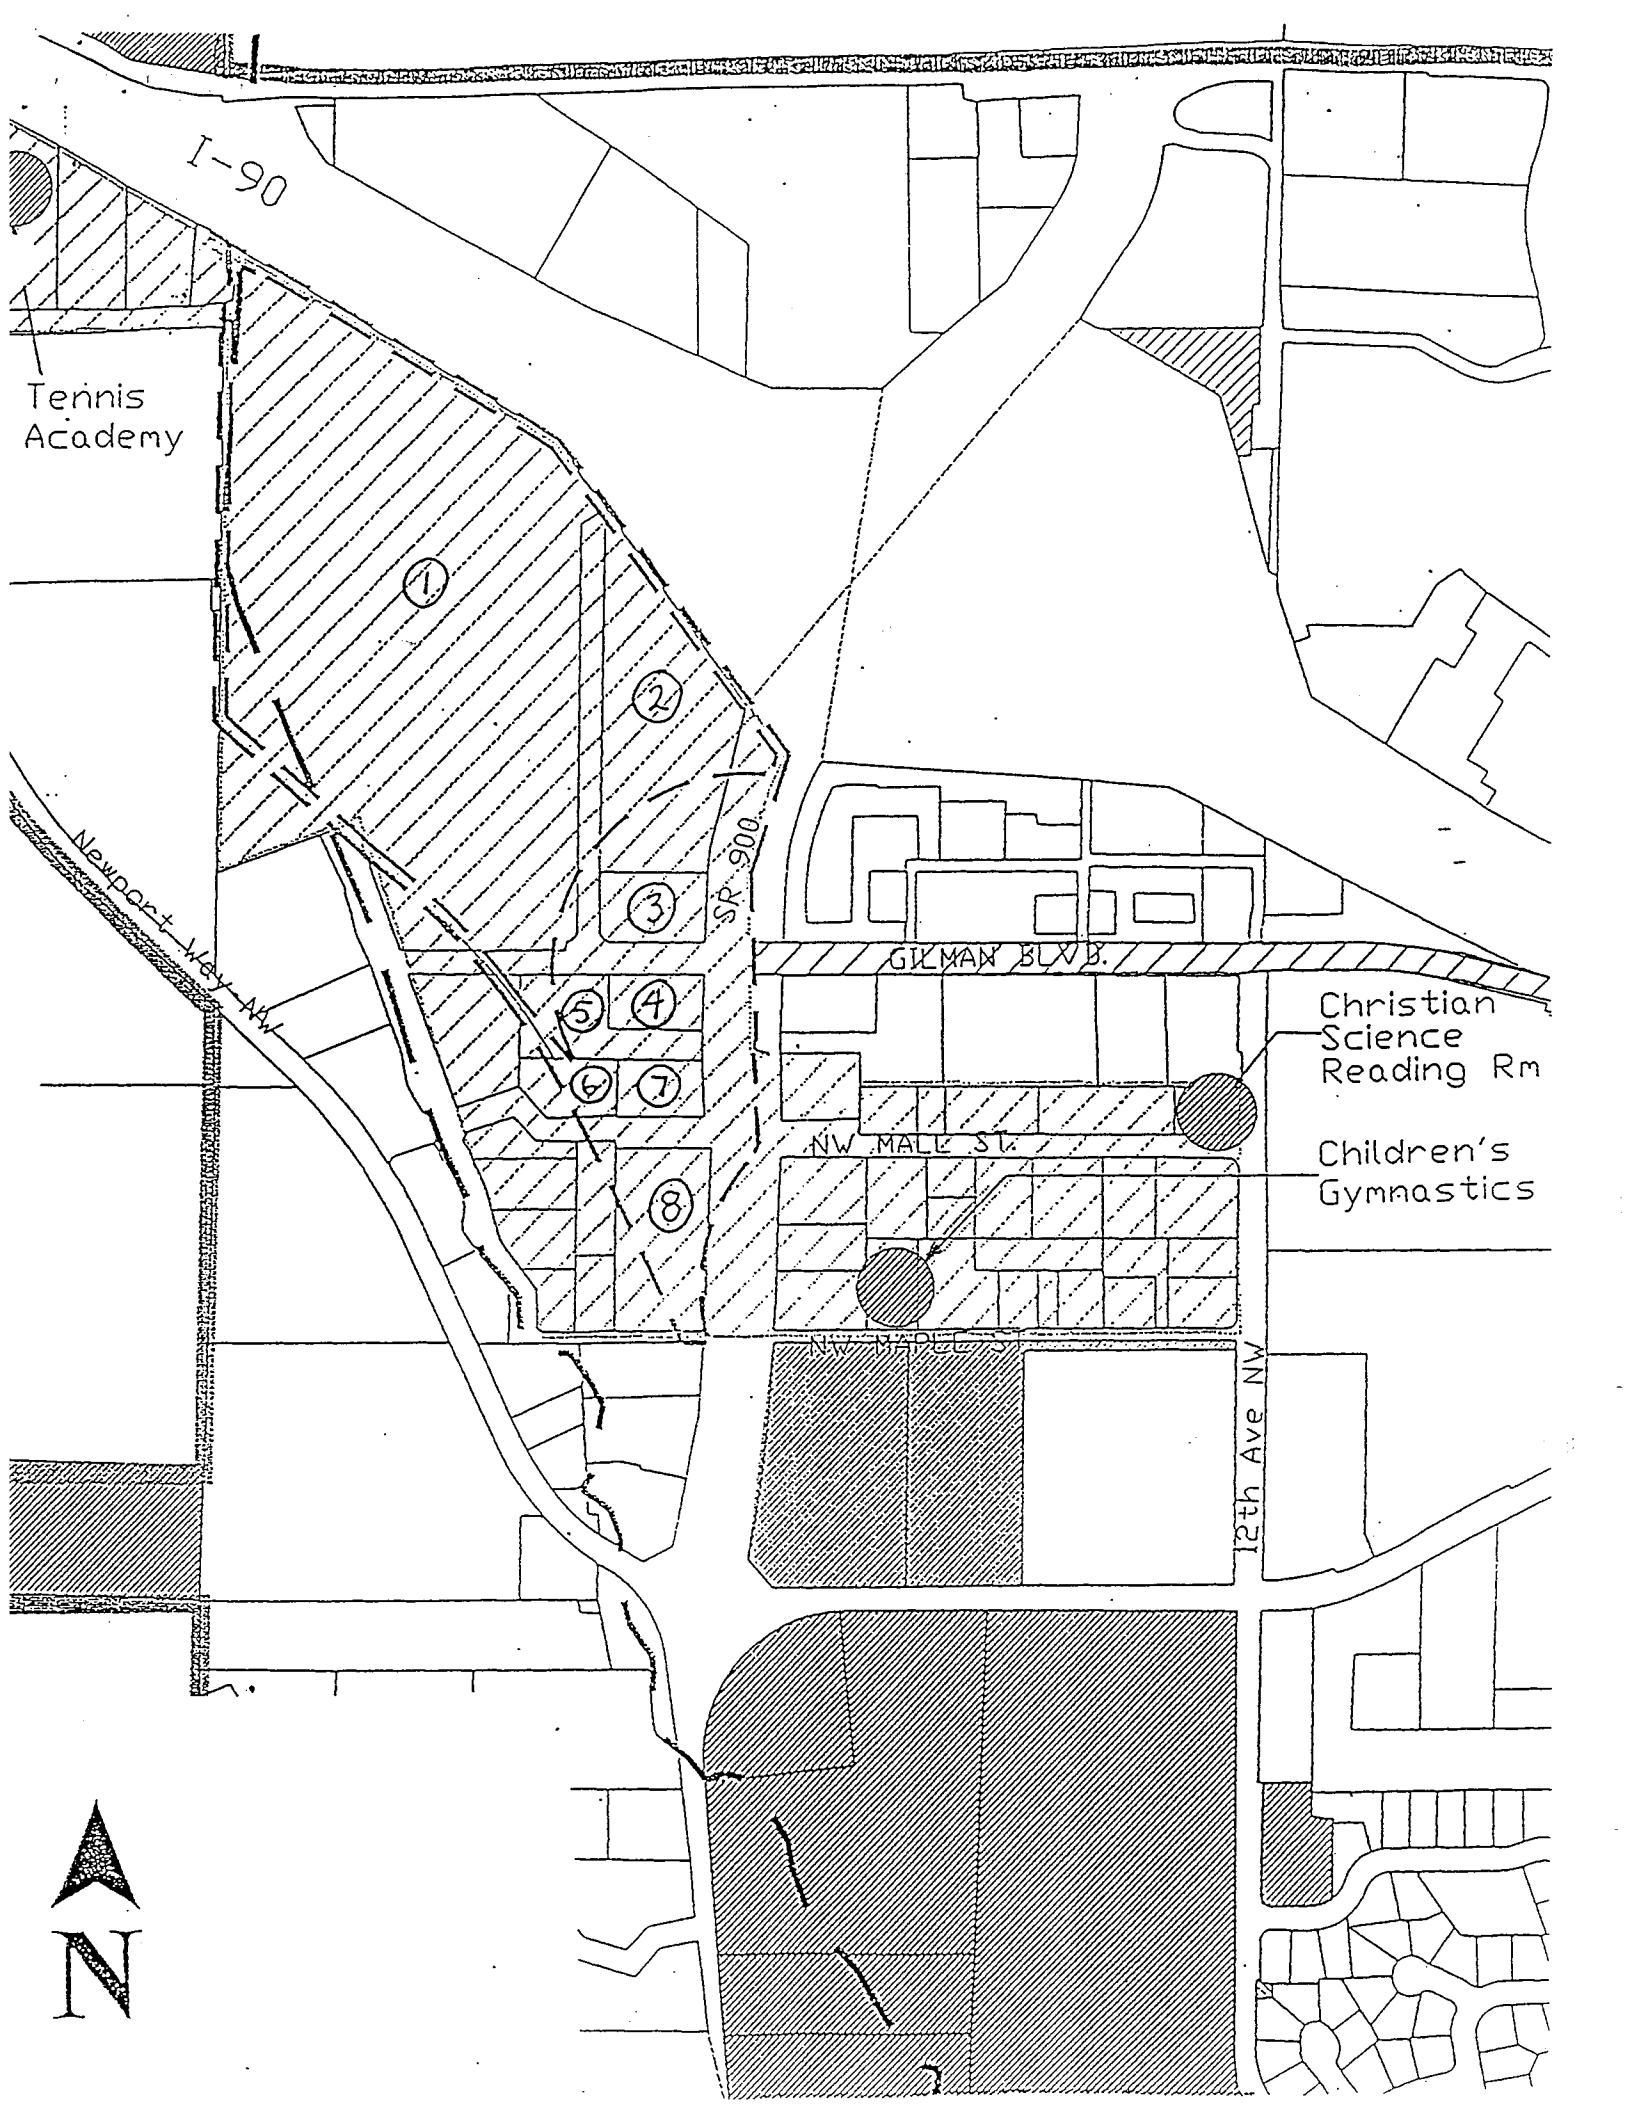 I-90
Tennis
Academy
1
2
Newport Way NW
SR 900
3
GILMAN BLVD.
5
4
Christian
Science
Reading Rm
6
7
NW MALL ST.
Children's
Gymnastics
8
NW MAPLE ST
12th Ave NW
N